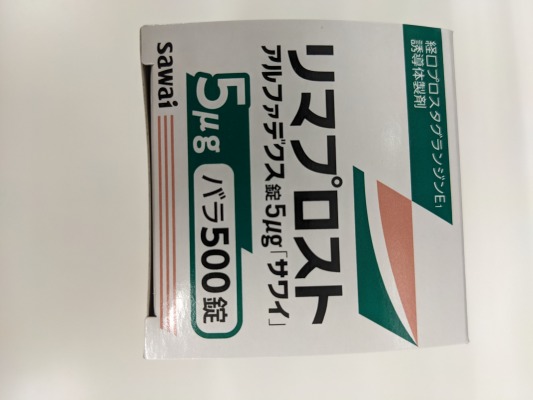 経口プロスタグランジンE1
誘導体製剤
リマプロスト
アルファデクス錠5μg「サワイ」
5μg バラ500錠
sawai